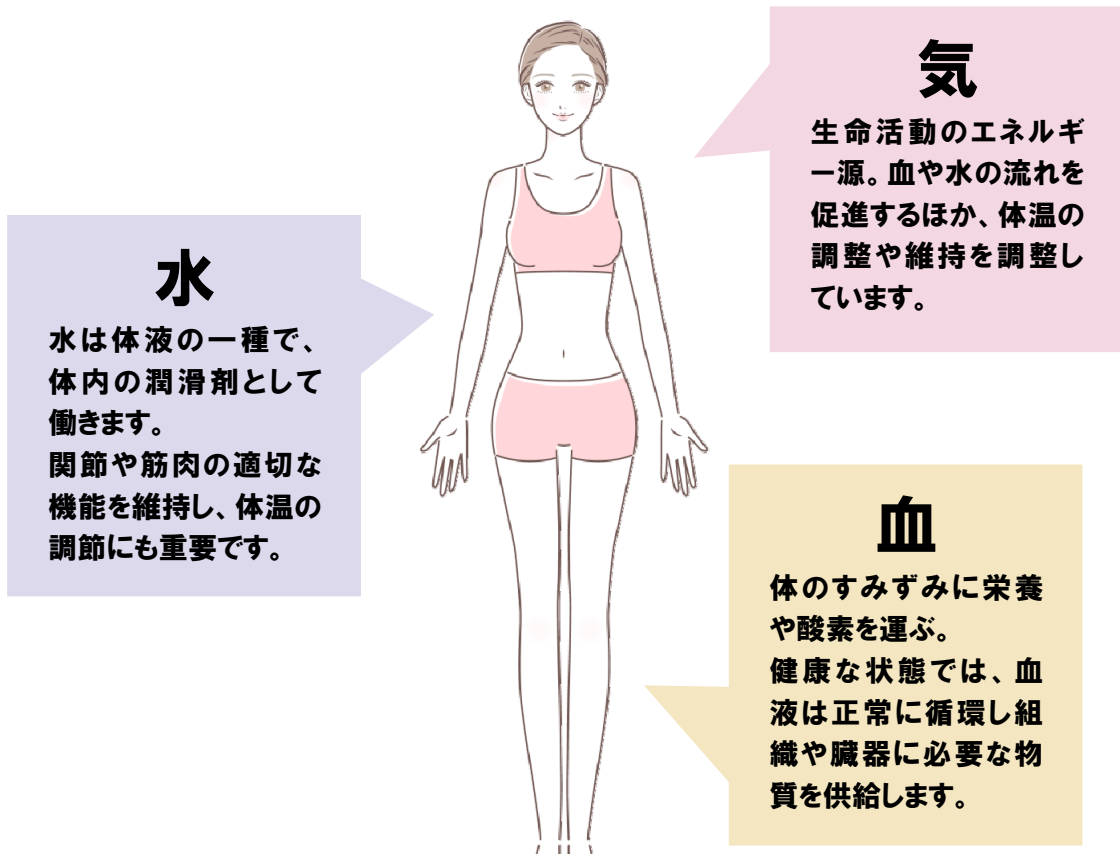 気
生命活動のエネルギ
ー源。血や水の流れを
促進するほか、体温の
調整や維持を調整し
ています。
水
水は体液の一種で、
体内の潤滑剤として
働きます。
関節や筋肉の適切な
機能を維持し、体温の
調節にも重要です。
血
体のすみずみに栄養
や酸素を運ぶ。
健康な状態では、血
液は正常に循環し組
織や臓器に必要な物
質を供給します。